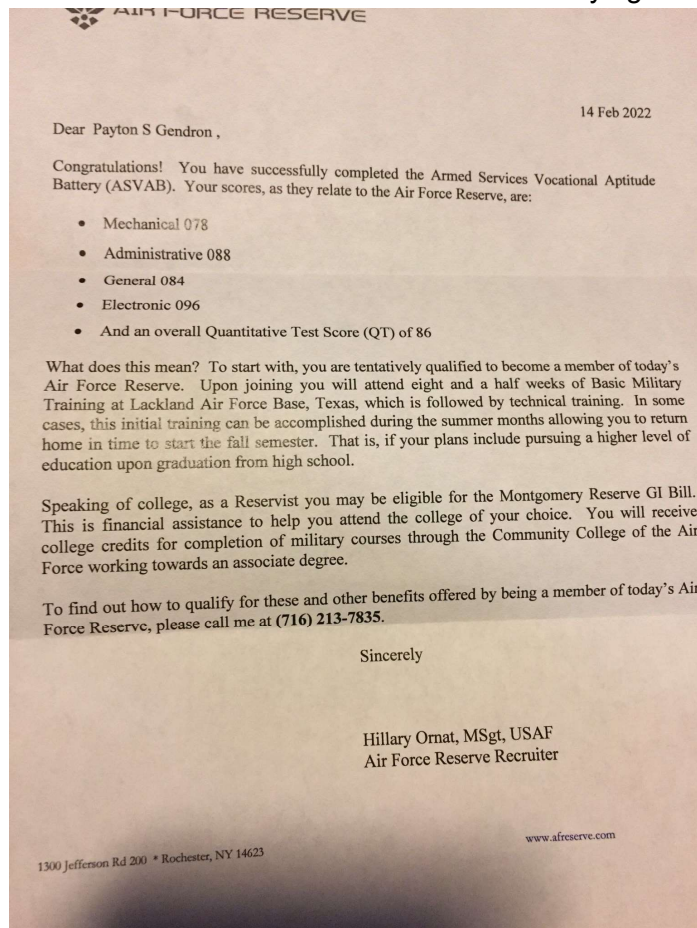 AIR FORCE RESERVE
14 Feb 2022
Dear Payton S Gendron ,
Congratulations! You have successfully completed the Armed Services Vocational Aptitude
Battery (ASVAB). Your scores, as they relate to the Air Force Reserve, are:
• Mechanical 078
• Administrative 088
• General 084
• Electronic 096
• And an overall Quantitative Test Score (QT) of 86
What does this mean? To start with, you are tentatively qualified to become a member of today's
Air Force Reserve. Upon joining you will attend eight and a half weeks of Basic Military
Training at Lackland Air Force Base, Texas, which is followed by technical training. In some
cases, this initial training can be accomplished during the summer months allowing you to return
home in time to start the fall semester. That is, if your plans include pursuing a higher level of
education upon graduation from high school.
Speaking of college, as a Reservist you may be eligible for the Montgomery Reserve GI Bill.
This is financial assistance to help you attend the college of your choice. You will receive
college credits for completion of military courses through the Community College of the Air
Force working towards an associate degree.
To find out how to qualify for these and other benefits offered by being a member of today's Air
Force Reserve, please call me at (716) 213-7835.
Sincerely
Hillary Ornat, MSgt, USAF
Air Force Reserve Recruiter
www.afreserve.com
1300 Jefferson Rd 200 * Rochester, NY 14623